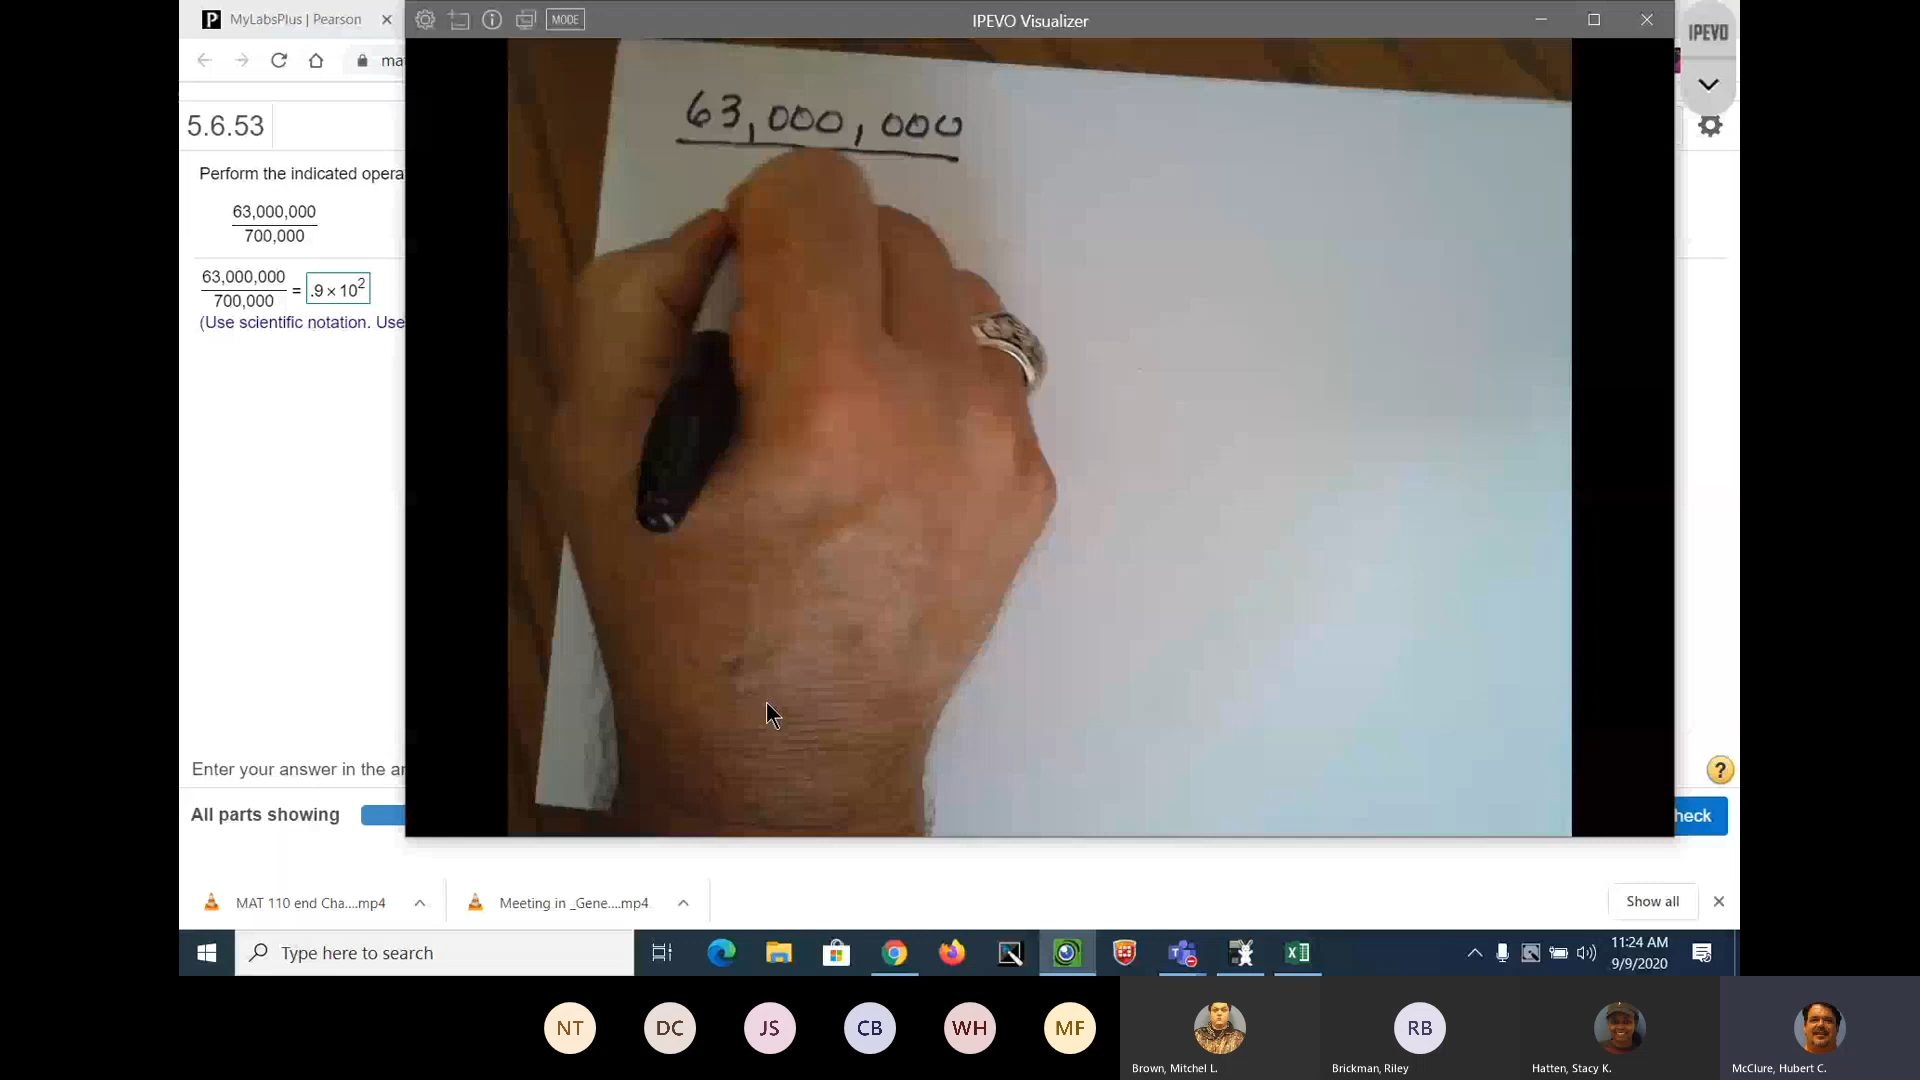 MyLabsPlus | Pearson
MODE
IPEVO Visualizer
IPEVO
5.6.53
63,000,000
Perform the indicated opera
63,000,000
700,000
63,000,000
700,000
= .9 × 10²
(Use scientific notation. Use
Enter your answer in the ar
All parts showing
heck
MAT 110 end Cha....mp4
Meeting in _Gene....mp4
Show all
Type here to search
11:24 AM
9/9/2020
NT DC JS CB WH MF RB
Brown, Mitchel L. Brickman, Riley Hatten, Stacy K. McClure, Hubert C.